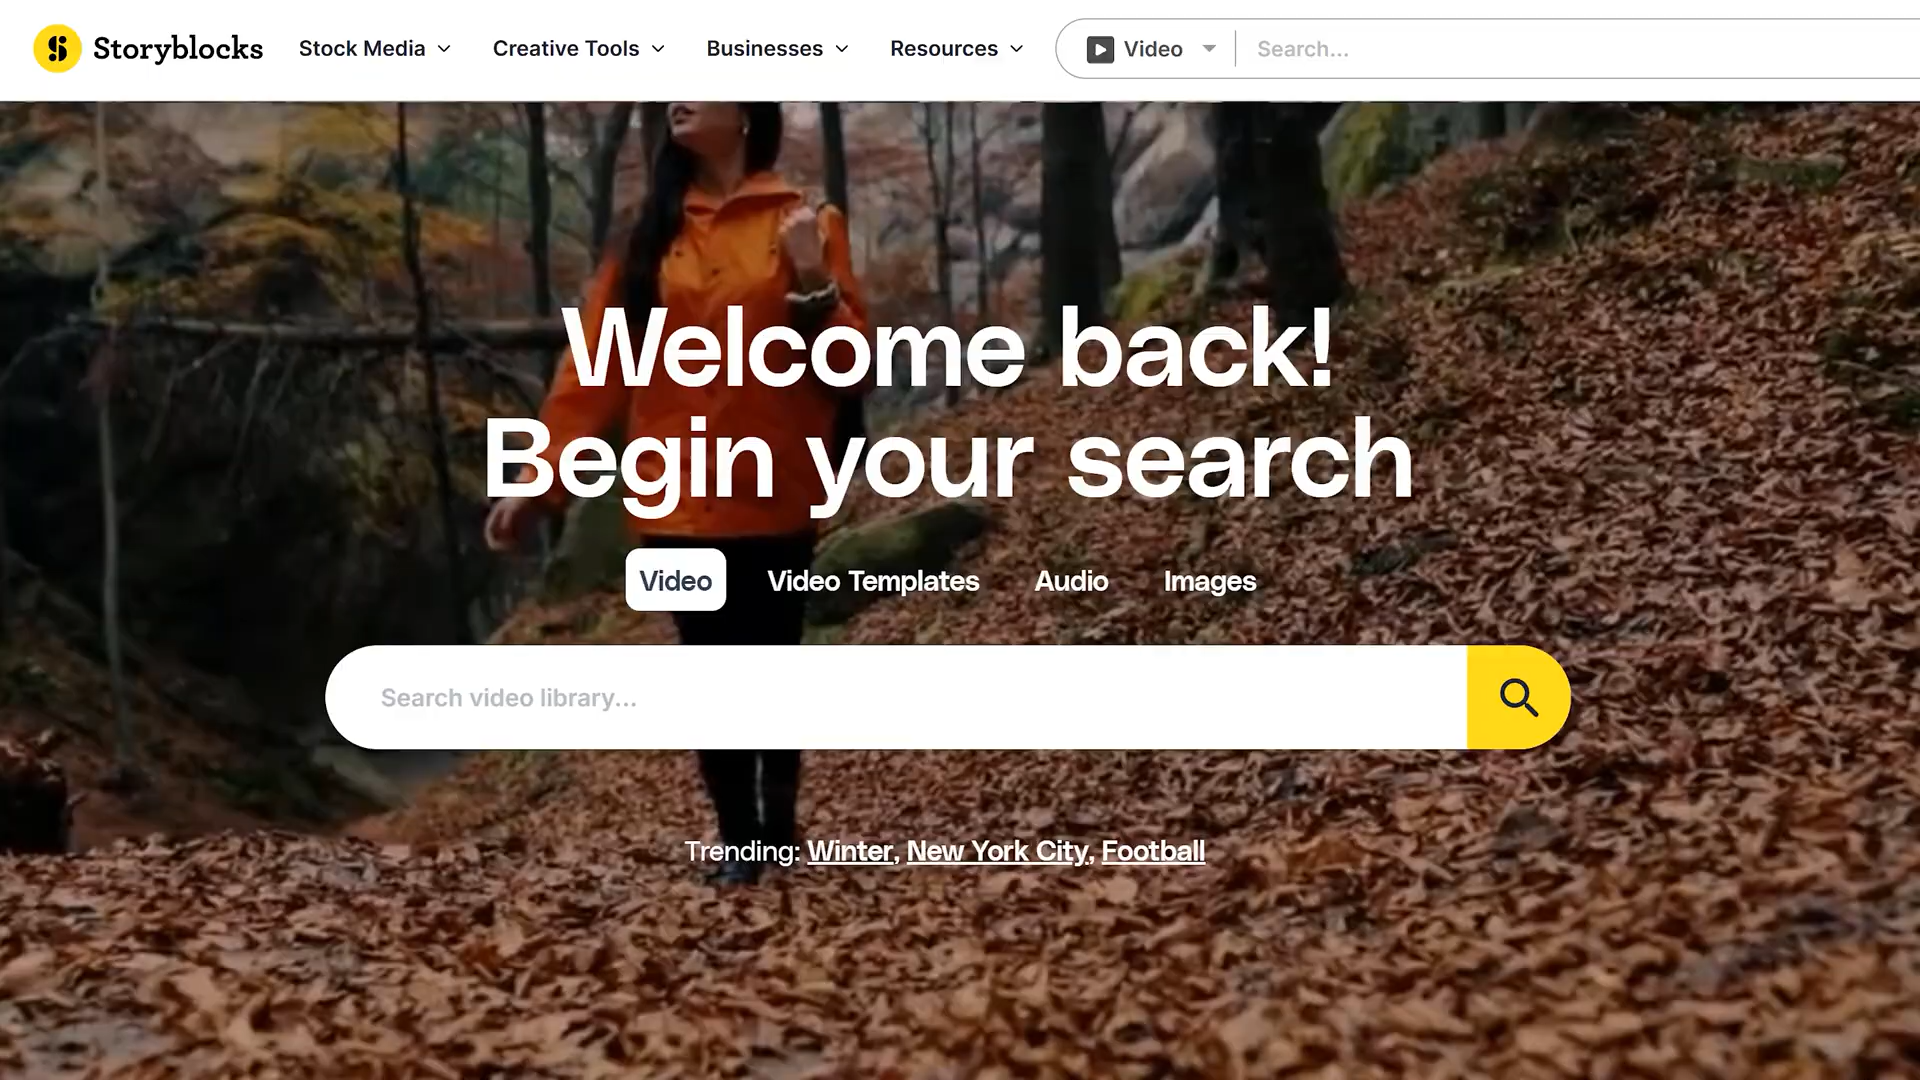 Storyblocks Stock Media Creative Tools Businesses Resources Video Search...
Welcome back!
Begin your search
Video Video Templates Audio Images
Search video library...
Trending: Winter, New York City, Football